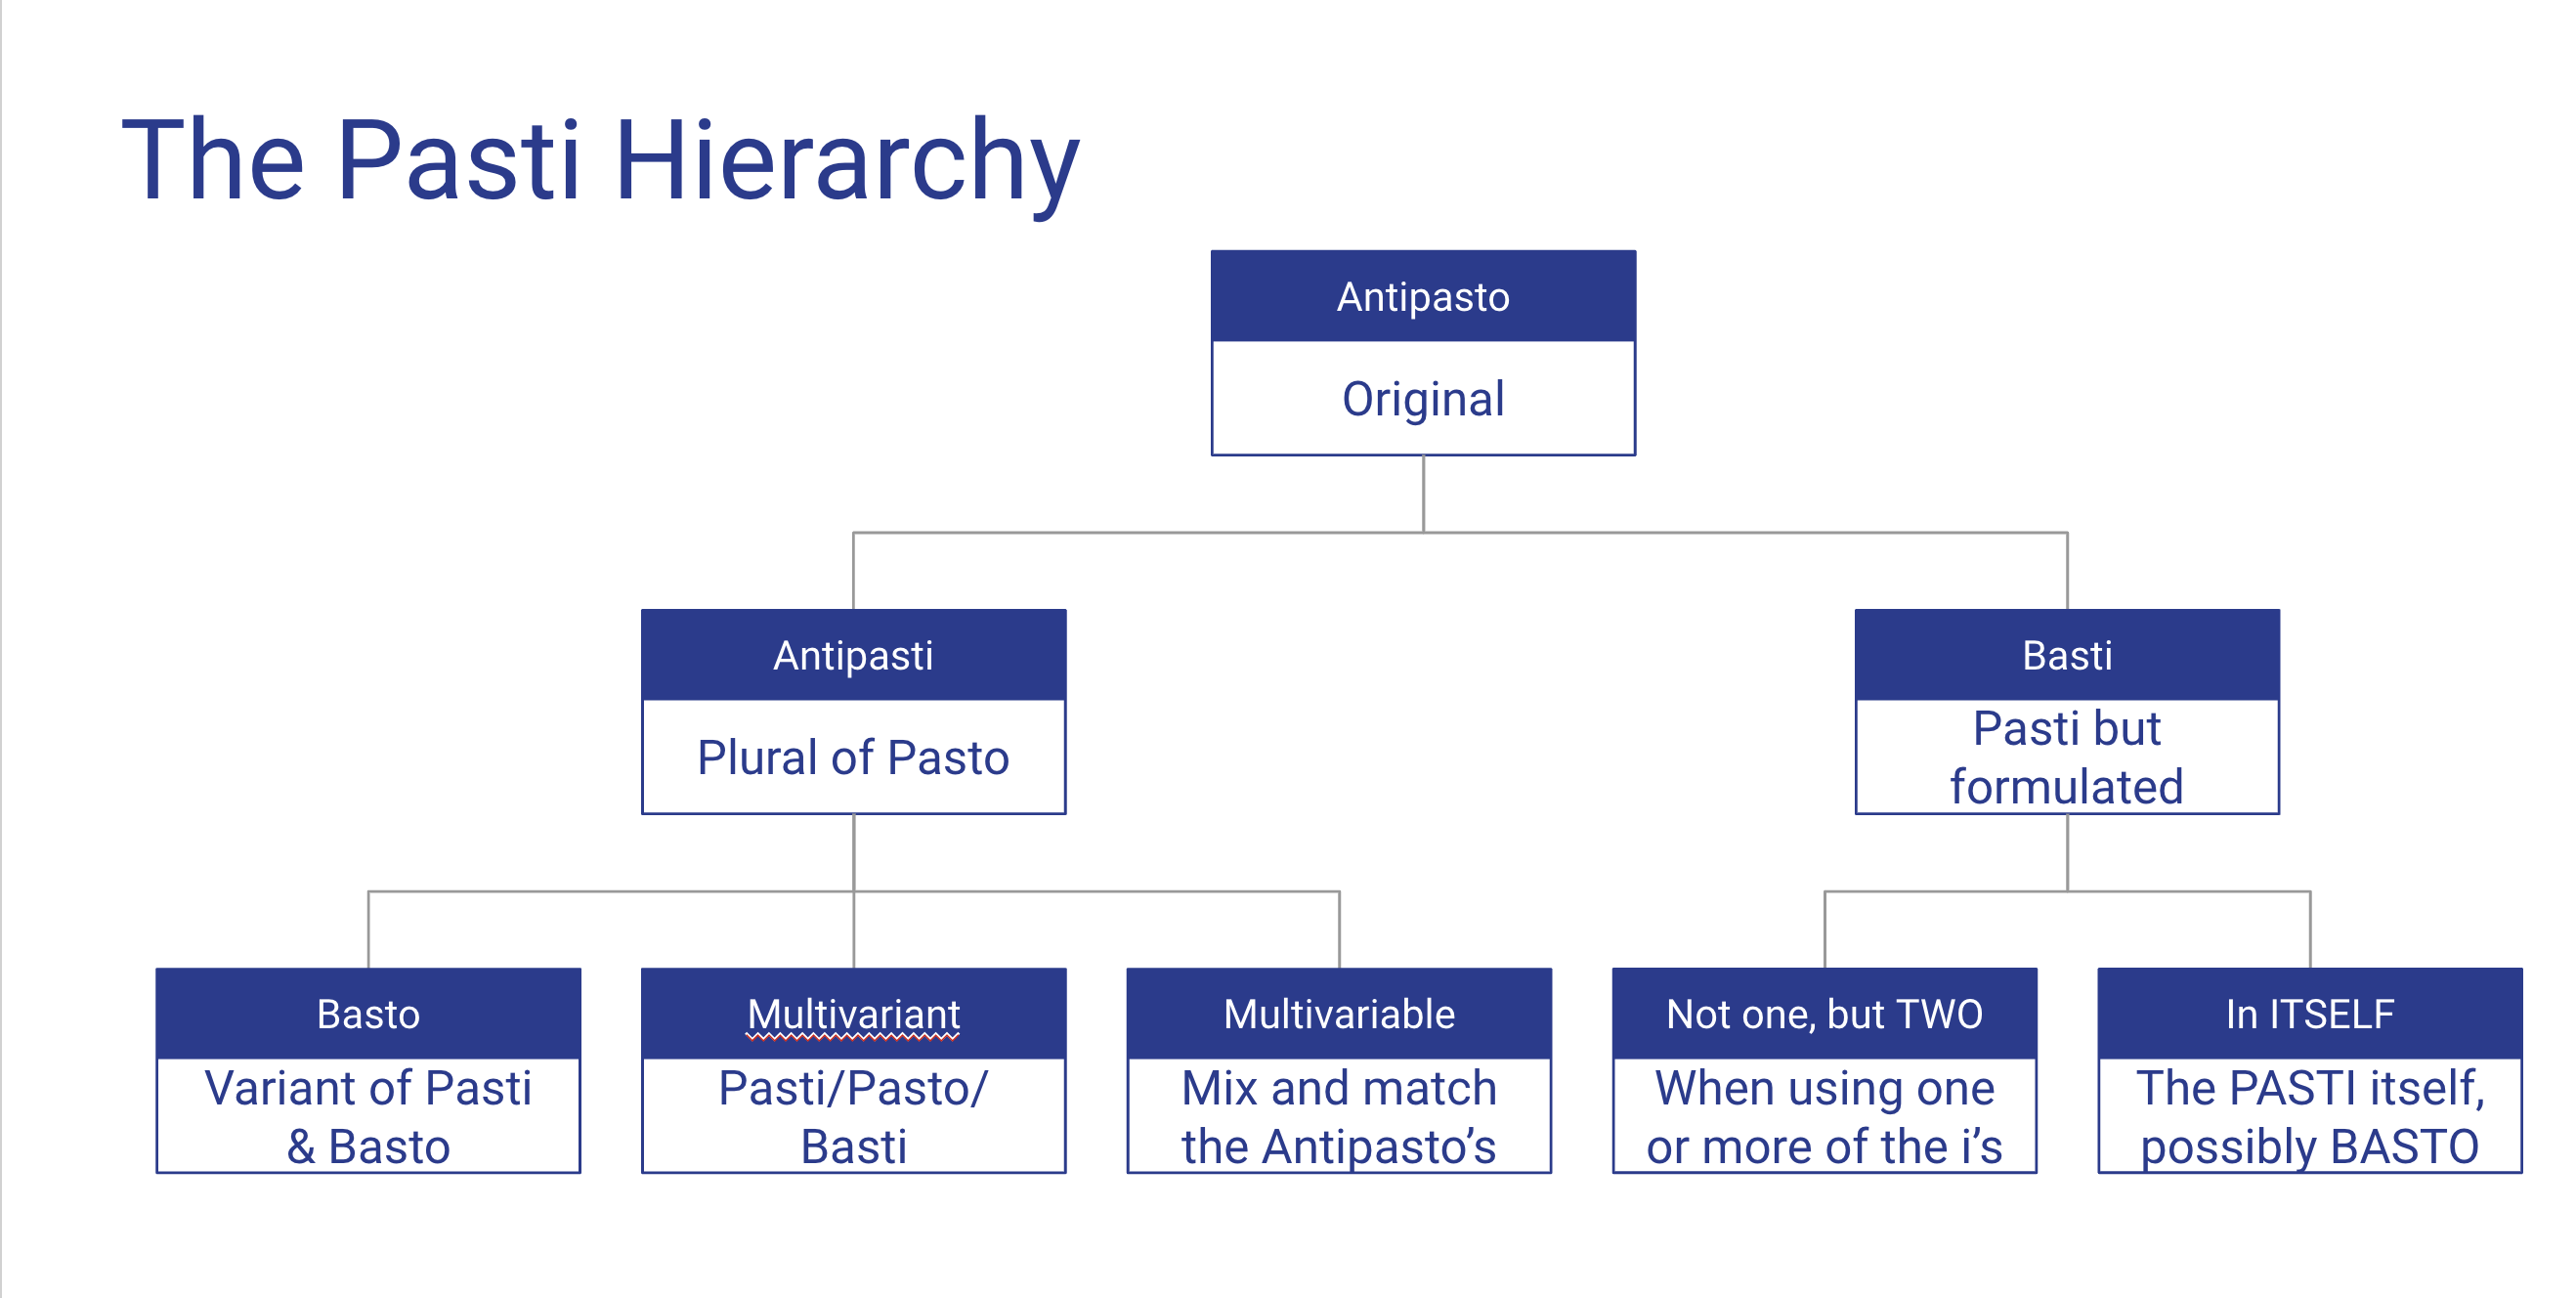 The Pasti Hierarchy
Antipasto
Original
Antipasti
Plural of Pasto
Basti
Pasti but
formulated
Basto
Variant of Pasti
& Basto
Multivariant
Pasti/Pasto/
Basti
Multivariable
Mix and match
the Antipasto’s
Not one, but TWO
When using one
or more of the i’s
In ITSELF
The PASTI itself,
possibly BASTO